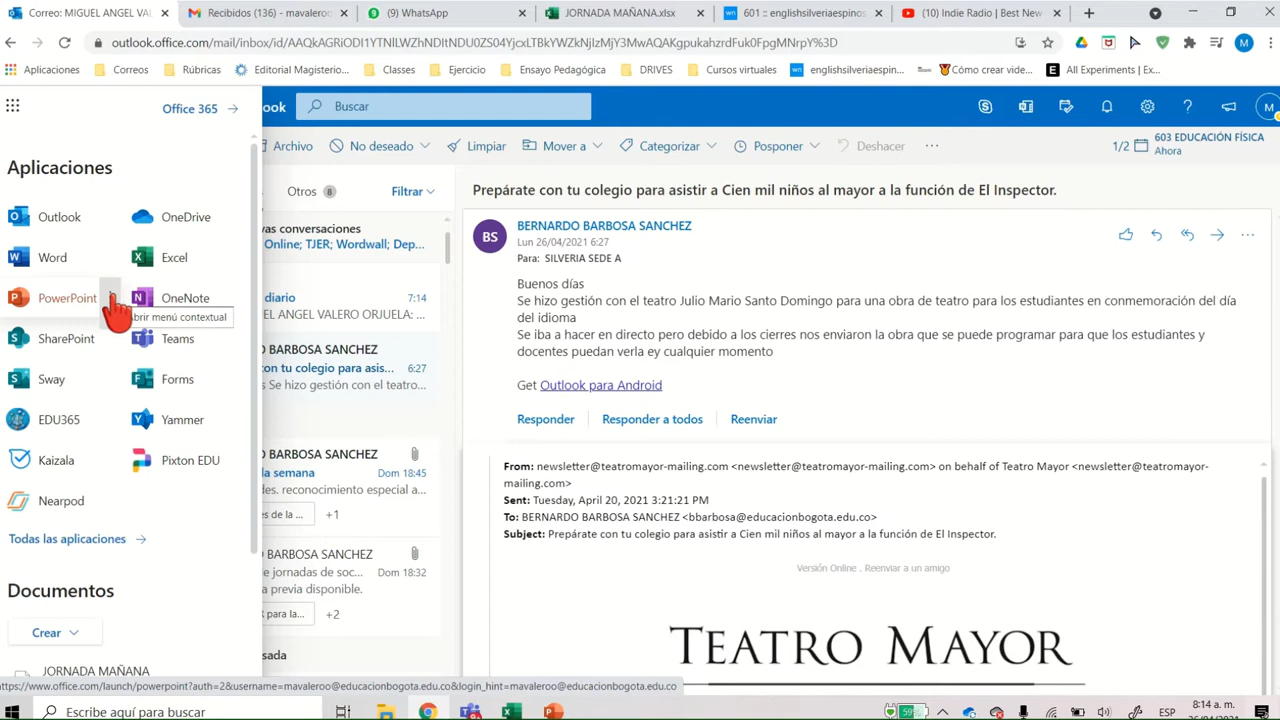 Correo: MIGUEL ANGEL VAL
Recibidos (136) - mavaleroo@edu
(9) WhatsApp
JORNADA MAÑANA.xlsx
601 :: englishsilveriaespinos
(10) Indie Radio | Best New
outlook.office.com/mail/inbox/id/AAQkAGRiODI1YTNlLWZhNDItNDU0ZS04YjcxLTBkYWZkNjIzMjY3MwAQAKgpukahzrdFuk0FpgMNrpY%3D
Aplicaciones
Correos
Rúbricas
Editorial Magisterio...
Classes
Ejercicio
Ensayo Pedagógica
DRIVES
Cursos virtuales
englishsilveriaespin...
Cómo crear vide...
All Experiments | Ex...
Office 365
ook
Buscar
Aplicaciones
Outlook
OneDrive
Word
Excel
PowerPoint
OneNote
brir menú contextual
SharePoint
Teams
Sway
Forms
EDU365
Yammer
Kaizala
Pixton EDU
Nearpod
Todas las aplicaciones
Documentos
Crear
JORNADA MAÑANA
Archivo
No deseado
Limpiar
Mover a
Categorizar
Posponer
Deshacer
1/2
603 EDUCACIÓN FÍSICA
Ahora
Otros 8
Filtrar
vas conversaciones
Online; TJER; Wordwall; Dep...
diario
7:14
EL ANGEL VALERO ORJUELA: ...
O BARBOSA SANCHEZ
con tu colegio para asis...
6:27
s Se hizo gestión con el teatro...
BARBOSA SANCHEZ
la semana
Dom 18:45
des. reconocimiento especial a...
es de la ...
+1
BARBOSA SANCHEZ
e jornadas de soc...
Dom 18:32
a previa disponible.
X para la...
+2
sada
Prepárate con tu colegio para asistir a Cien mil niños al mayor a la función de El Inspector.
BS
BERNARDO BARBOSA SANCHEZ
Lun 26/04/2021 6:27
Para: SILVERIA SEDE A
Buenos días
Se hizo gestión con el teatro Julio Mario Santo Domingo para una obra de teatro para los estudiantes en conmemoración del día
del idioma
Se iba a hacer en directo pero debido a los cierres nos enviaron la obra que se puede programar para que los estudiantes y
docentes puedan verla ey cualquier momento
Get Outlook para Android
Responder
Responder a todos
Reenviar
From: newsletter@teatromayor-mailing.com <newsletter@teatromayor-mailing.com> on behalf of Teatro Mayor <newsletter@teatromayor-
mailing.com>
Sent: Tuesday, April 20, 2021 3:21:21 PM
To: BERNARDO BARBOSA SANCHEZ <bbarbosa@educacionbogota.edu.co>
Subject: Prepárate con tu colegio para asistir a Cien mil niños al mayor a la función de El Inspector.
Versión Online . Reenviar a un amigo
TEATRO MAYOR
https://www.office.com/launch/powerpoint?auth=2&username=mavaleroo@educacionbogota.edu.co&login_hint=mavaleroo@educacionbogota.edu.co
Escribe aquí para buscar
59%
ESP
8:14 a. m.
26/04/2021